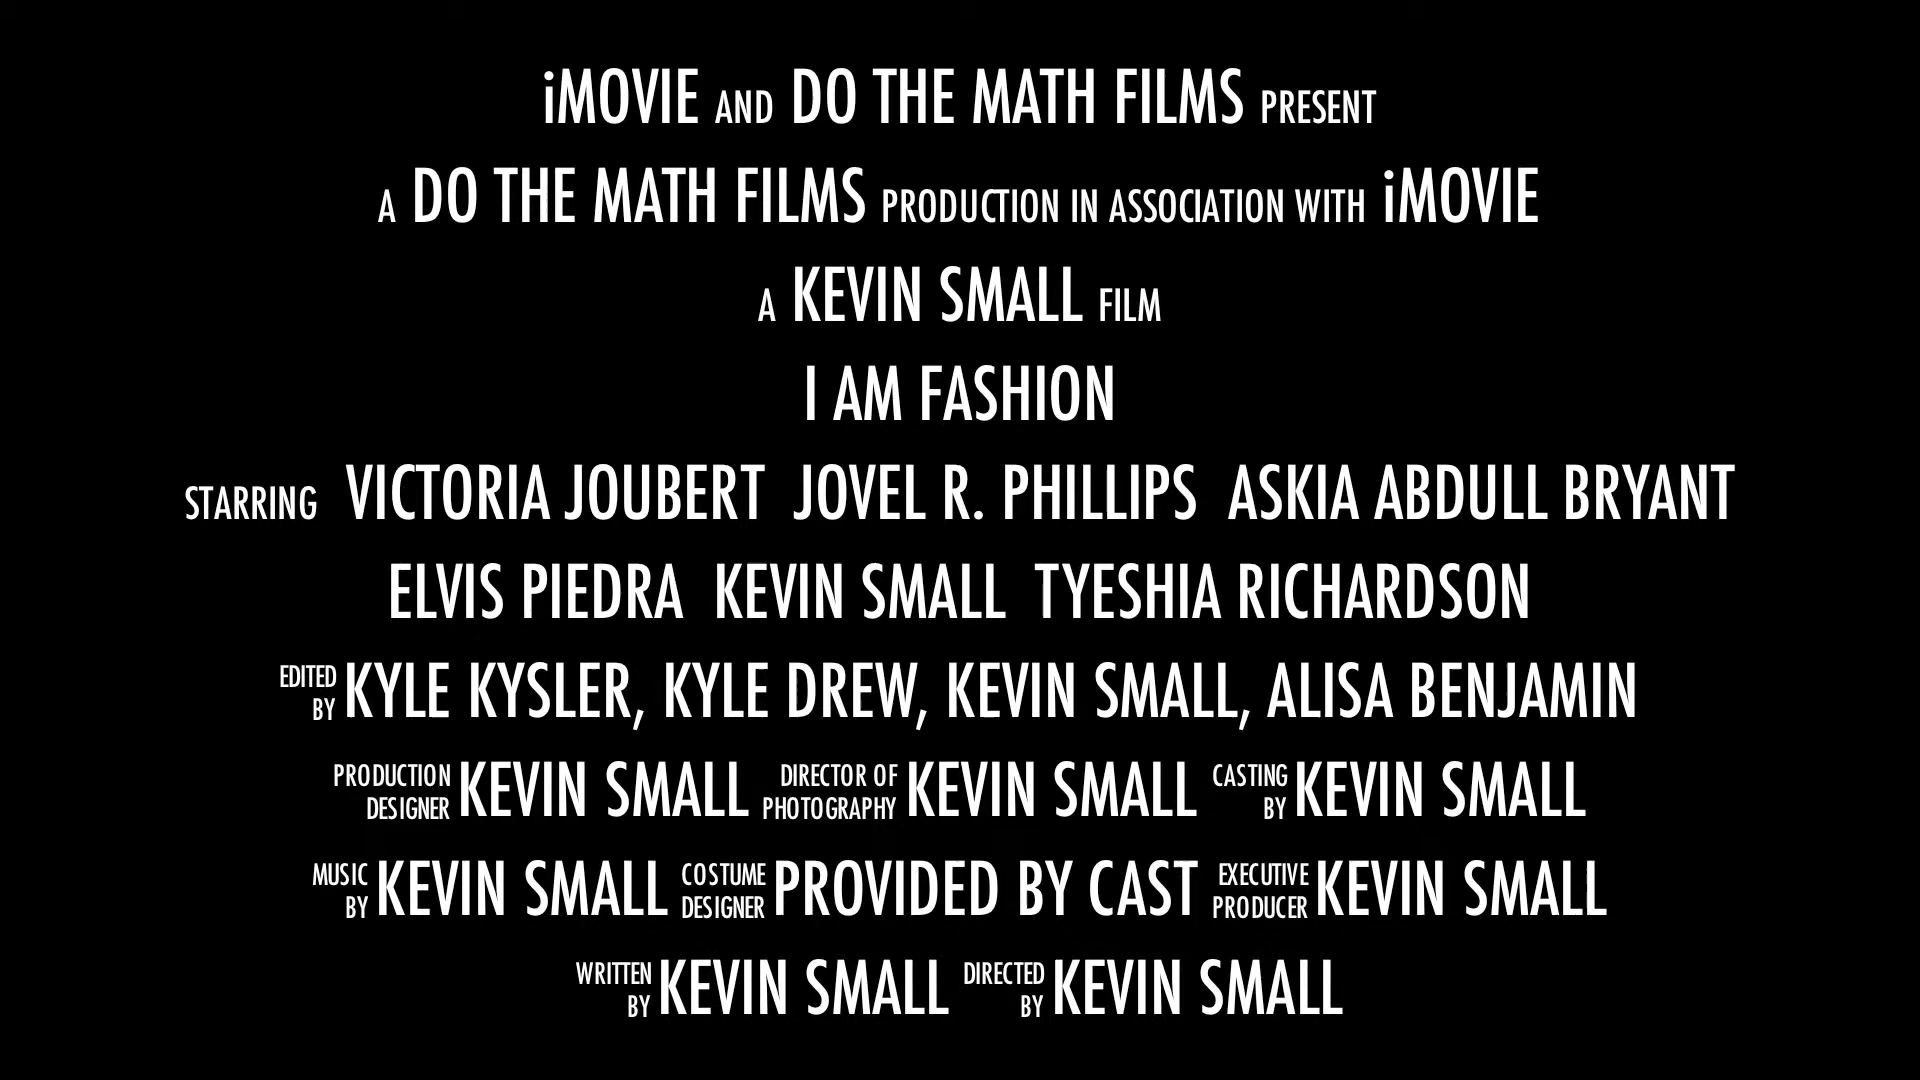 iMOVIE AND DO THE MATH FILMS PRESENT
A DO THE MATH FILMS PRODUCTION IN ASSOCIATION WITH iMOVIE
A KEVIN SMALL FILM
I AM FASHION
STARRING VICTORIA JOUBERT JOVEL R. PHILLIPS ASKIA ABDULL BRYANT
ELVIS PIEDRA KEVIN SMALL TYESHIA RICHARDSON
EDITED BY KYLE KYSLER, KYLE DREW, KEVIN SMALL, ALISA BENJAMIN
PRODUCTION DESIGNER KEVIN SMALL DIRECTOR OF PHOTOGRAPHY KEVIN SMALL CASTING BY KEVIN SMALL
MUSIC BY KEVIN SMALL COSTUME DESIGNER PROVIDED BY CAST EXECUTIVE PRODUCER KEVIN SMALL
WRITTEN BY KEVIN SMALL DIRECTED BY KEVIN SMALL